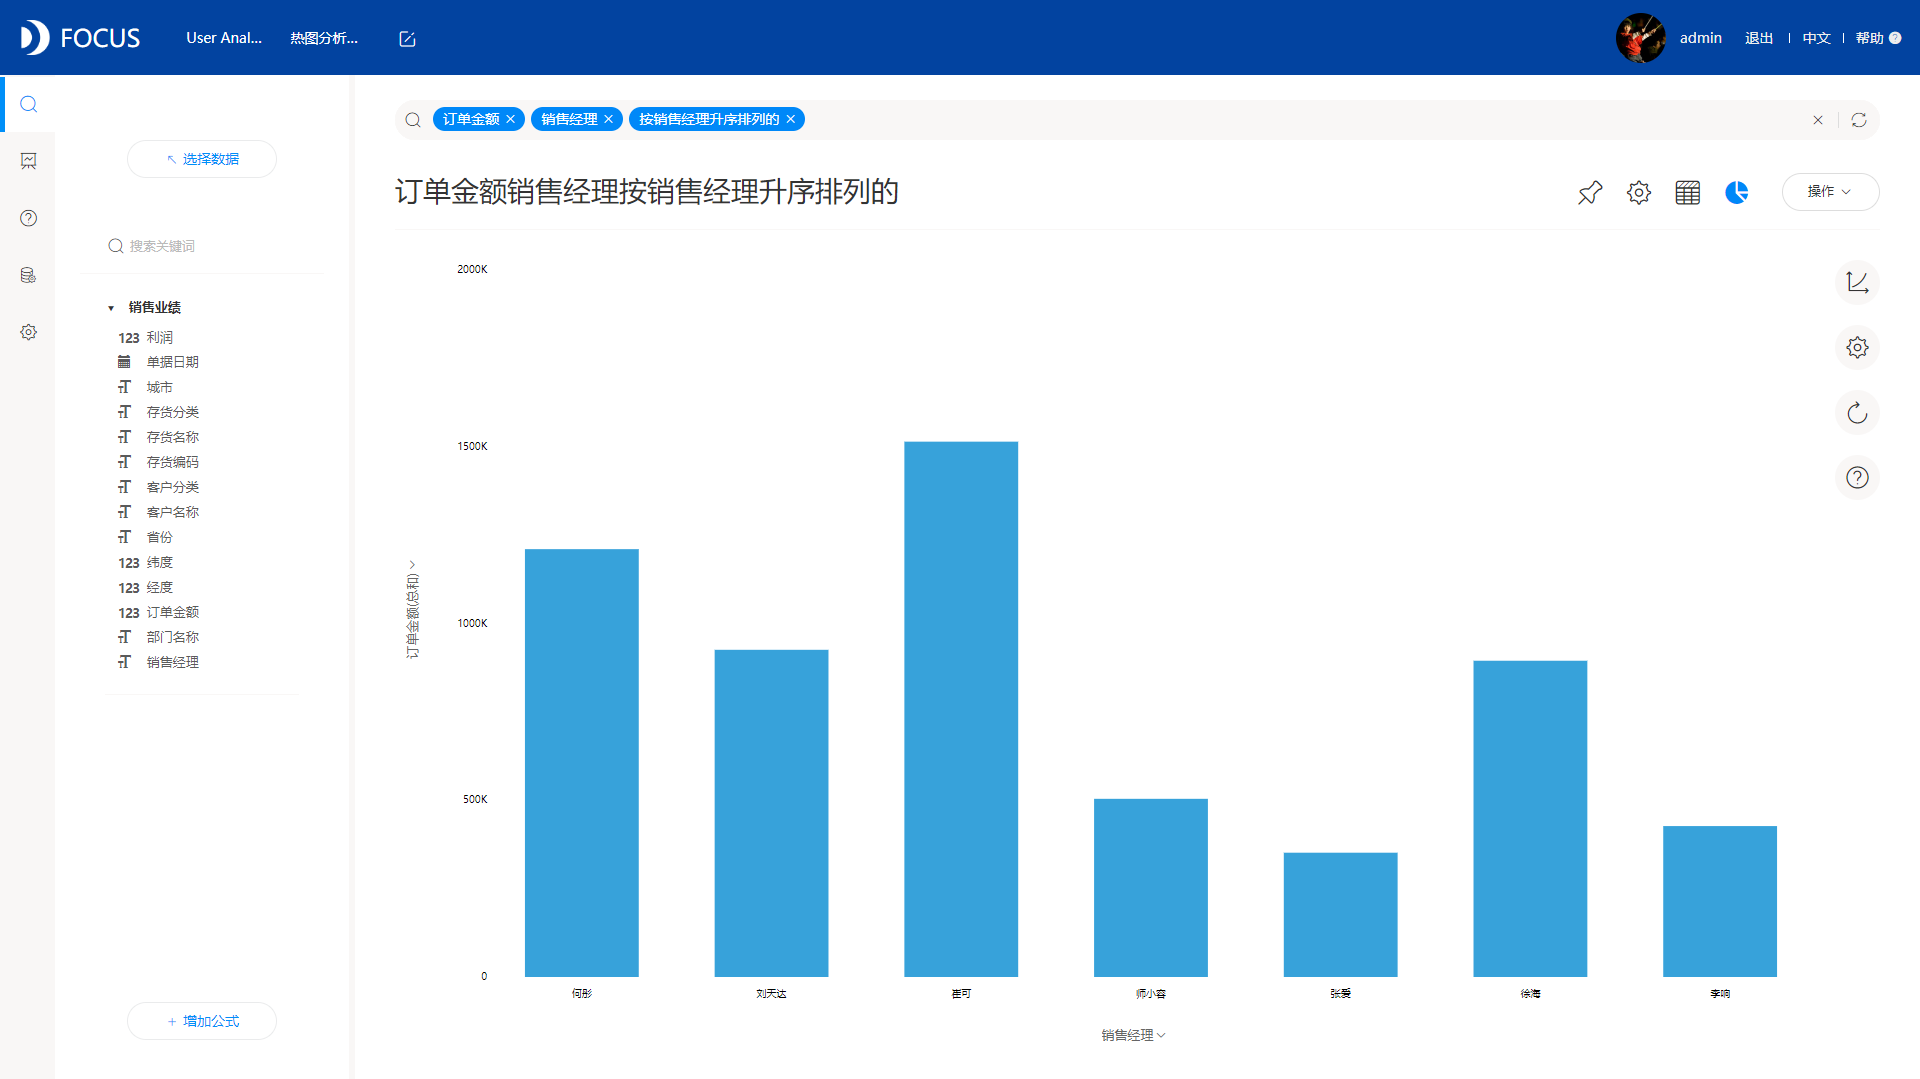 FOCUS
User Anal...
热图分析...
admin
退出
中文
帮助
订单金额
销售经理
按销售经理升序排列的
选择数据
搜索关键词
销售业绩
123 利润
单据日期
城市
存货分类
存货名称
存货编码
客户分类
客户名称
省份
123 纬度
123 经度
123 订单金额
部门名称
销售经理
增加公式
订单金额销售经理按销售经理升序排列的
操作
2000K
1500K
1000K
500K
0
订单金额(总和)
何彤
刘天达
崔可
师小容
张爱
徐海
李响
销售经理